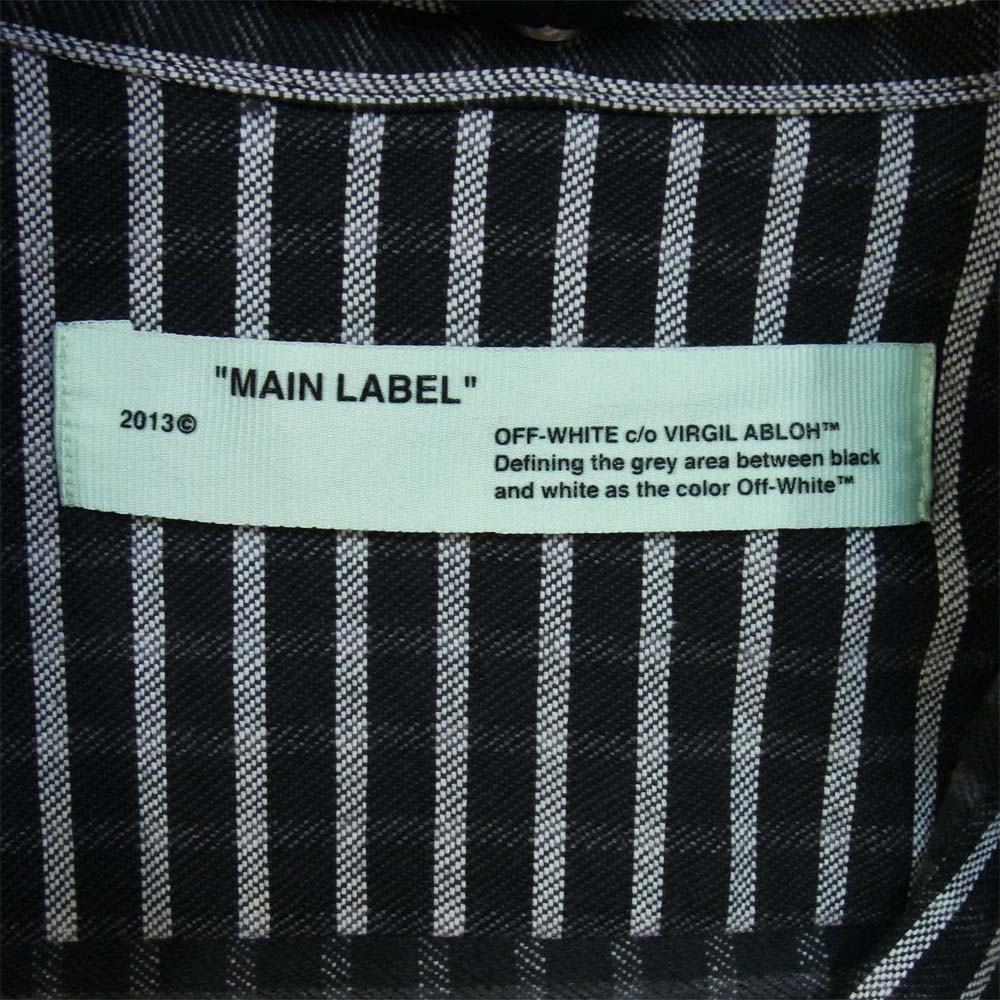 "MAIN LABEL"
2013©
OFF-WHITE c/o VIRGIL ABLOH™
Defining the grey area between black
and white as the color Off-White™